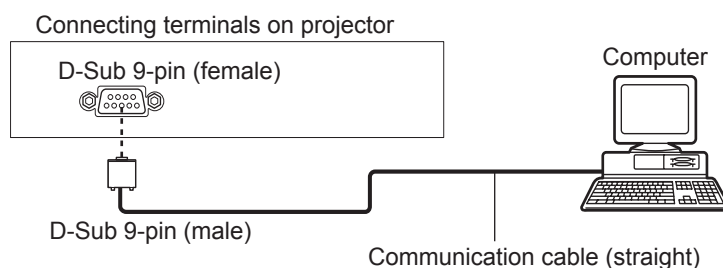 Connecting terminals on projector
D-Sub 9-pin (female)
Computer
D-Sub 9-pin (male)
Communication cable (straight)